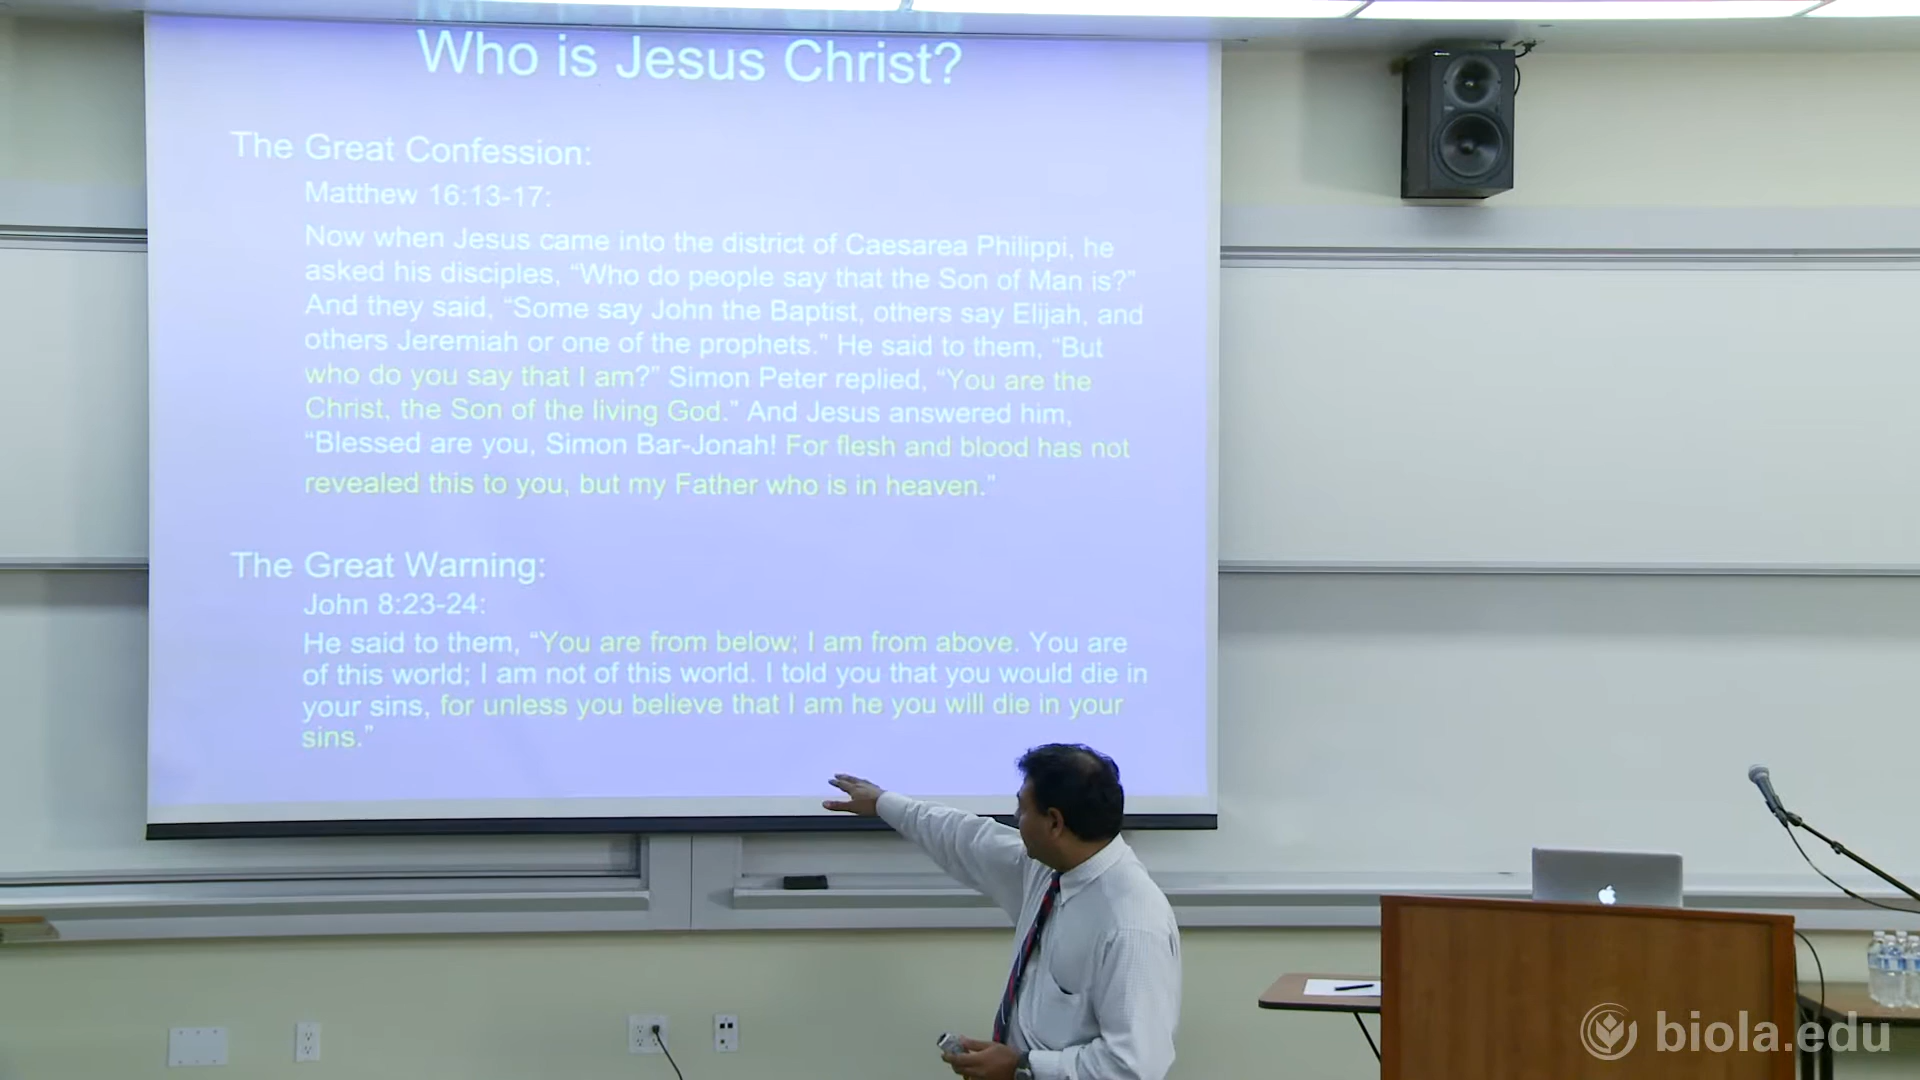 Who is Jesus Christ?
The Great Confession:
Matthew 16:13-17:
Now when Jesus came into the district of Caesarea Philippi, he
asked his disciples, “Who do people say that the Son of Man is?”
And they said, “Some say John the Baptist, others say Elijah, and
others Jeremiah or one of the prophets.” He said to them, “But
who do you say that I am?” Simon Peter replied, “You are the
Christ, the Son of the living God.” And Jesus answered him,
“Blessed are you, Simon Bar-Jonah! For flesh and blood has not
revealed this to you, but my Father who is in heaven.”
The Great Warning:
John 8:23-24:
He said to them, “You are from below; I am from above. You are
of this world; I am not of this world. I told you that you would die in
your sins, for unless you believe that I am he you will die in your
sins.”
biola.edu